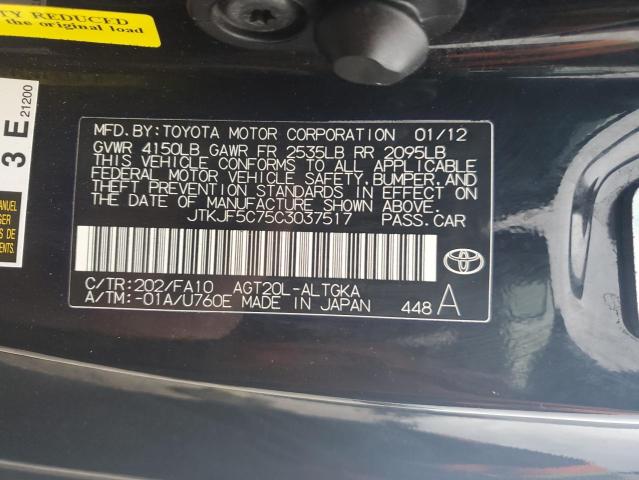 TY REDUCED
the original load
3 E
21200
MANUEL
GER
MFD. BY: TOYOTA MOTOR CORPORATION 01/12
GVWR 4150LB GAWR FR 2535LB RR 2095LB
THIS VEHICLE CONFORMS TO ALL APPLICABLE
FEDERAL MOTOR VEHICLE SAFETY, BUMPER, AND
THEFT PREVENTION STANDARDS IN EFFECT ON
THE DATE OF MANUFACTURE SHOWN ABOVE.
JTKJF5C75C3037517 PASS. CAR
C/TR: 202/FA10 AGT20L-ALTGKA
A/TM: -01A/U760E MADE IN JAPAN 448 A